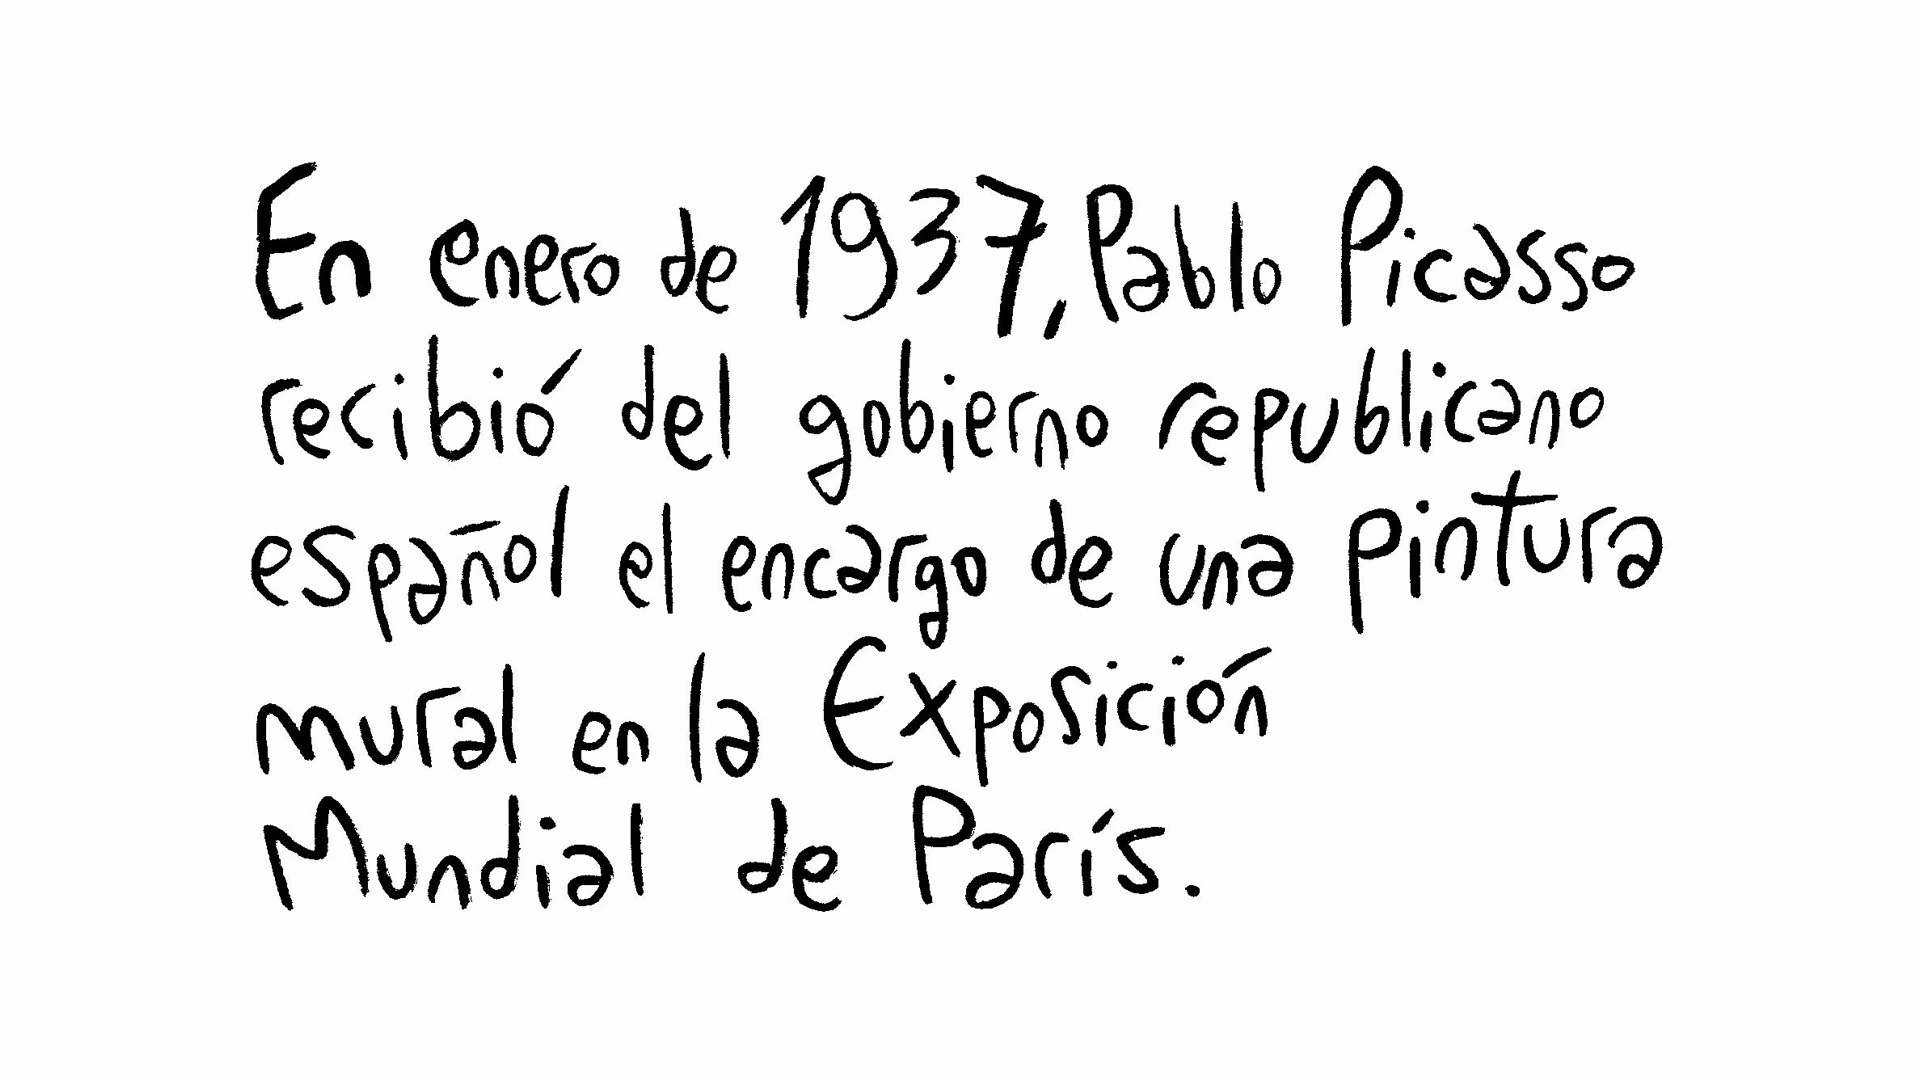 En enero de 1937, Pablo Picasso
recibió del gobierno republicano
español el encargo de una pintura
mural en la Exposición
Mundial de París.